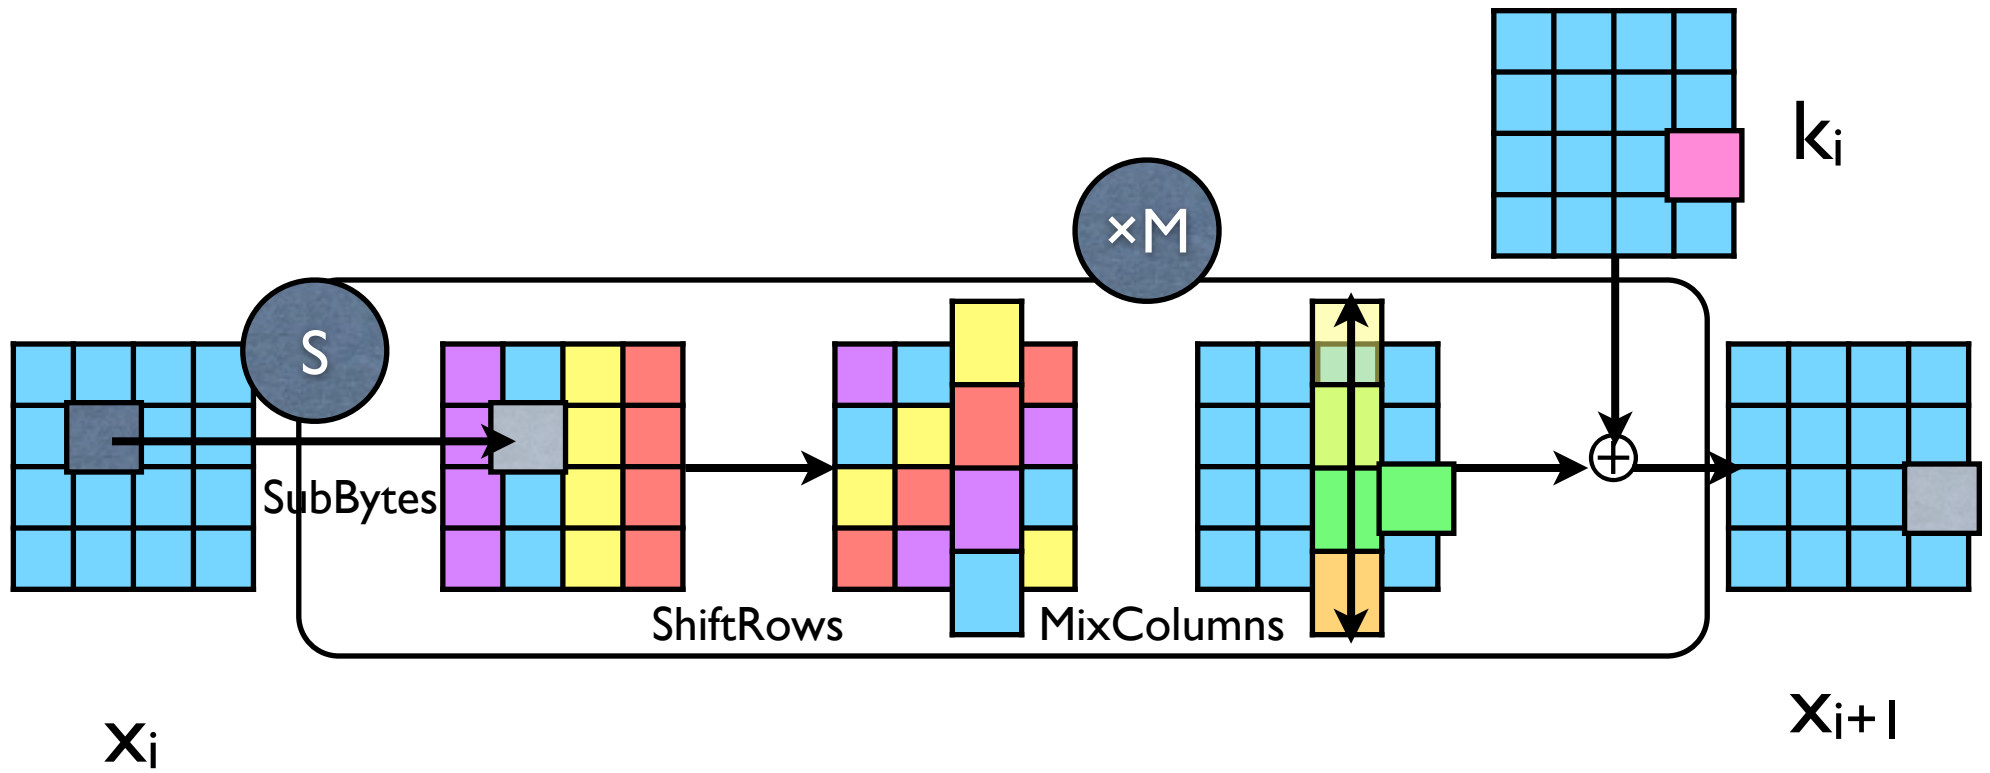 kᵢ
×M
S
SubBytes
ShiftRows
MixColumns
xᵢ
xᵢ₊₁